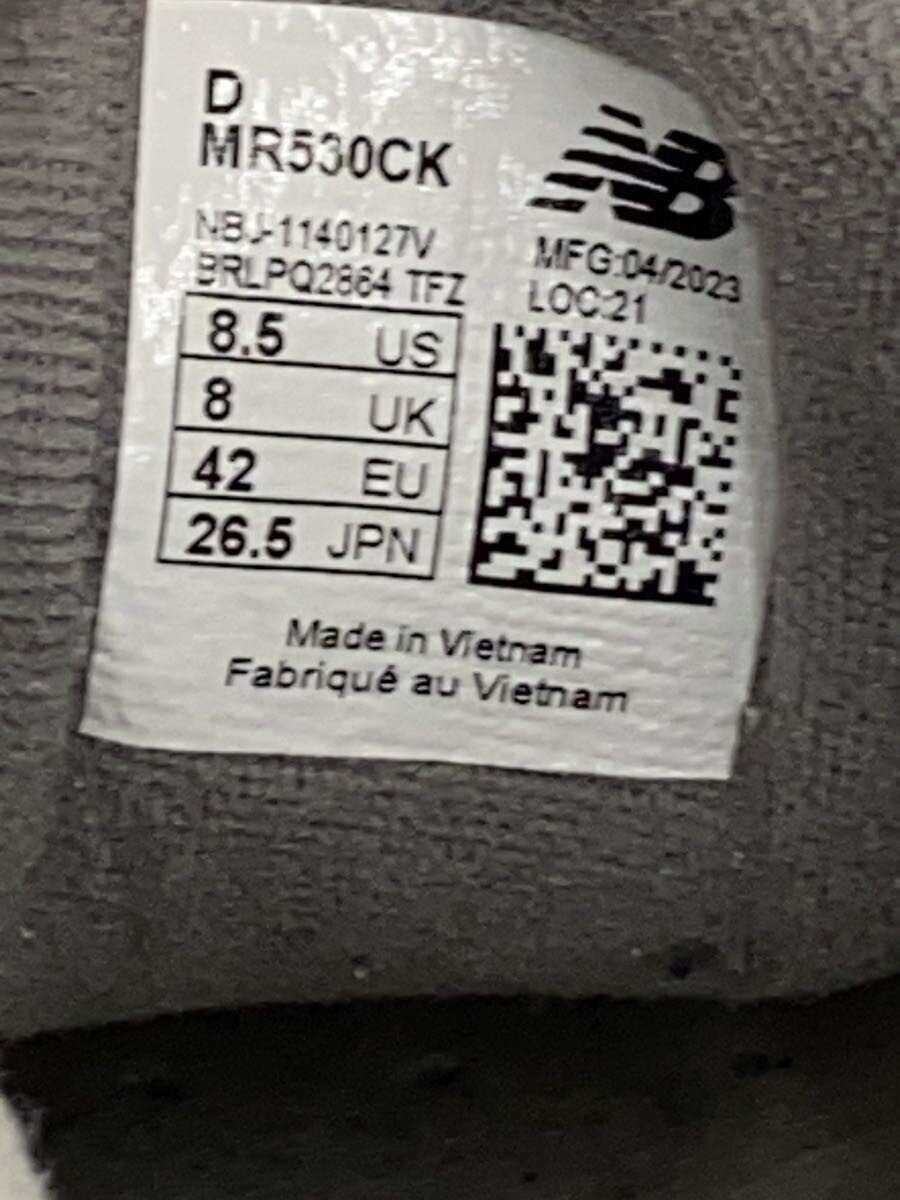 D
MR530CK
NBJ-1140127V
BRLPQ2864 TFZ
NB
MFG:04/2023
LOC:21
8.5 US
8 UK
42 EU
26.5 JPN
Made in Vietnam
Fabriqué au Vietnam